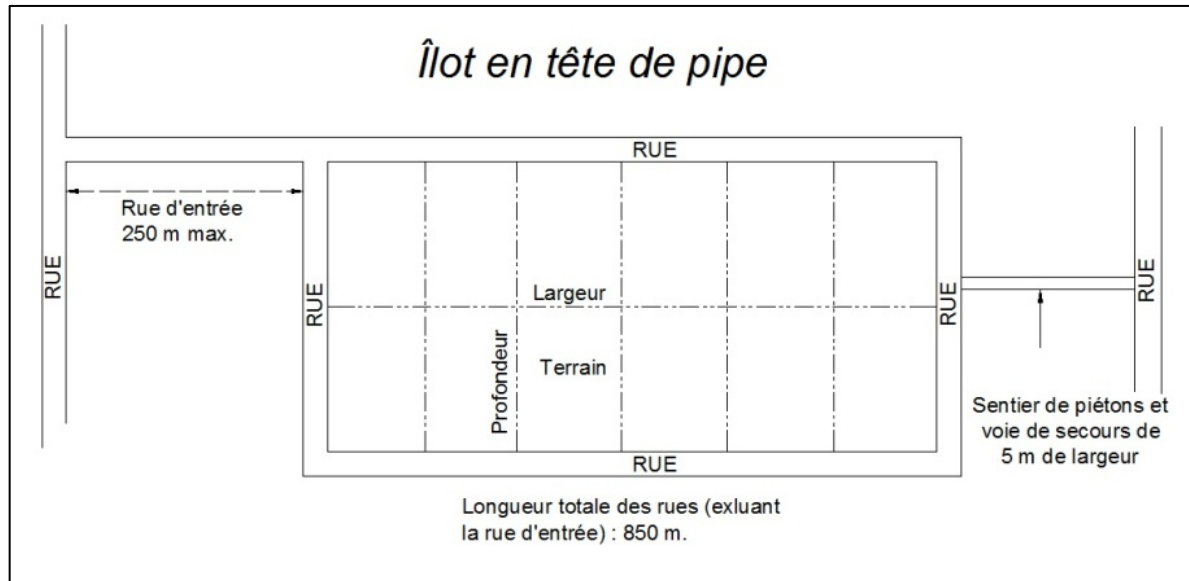 Îlot en tête de pipe
RUE
Rue d'entrée
250 m max.
RUE
RUE
Largeur
Profondeur
Terrain
RUE
RUE
RUE
Sentier de piétons et
voie de secours de
5 m de largeur
Longueur totale des rues (exluant
la rue d'entrée) : 850 m.